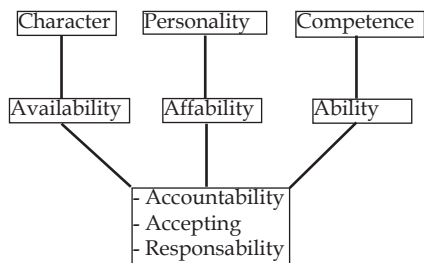 Character
Personality
Competence
Availability
Affability
Ability
- Accountability
- Accepting
- Responsability